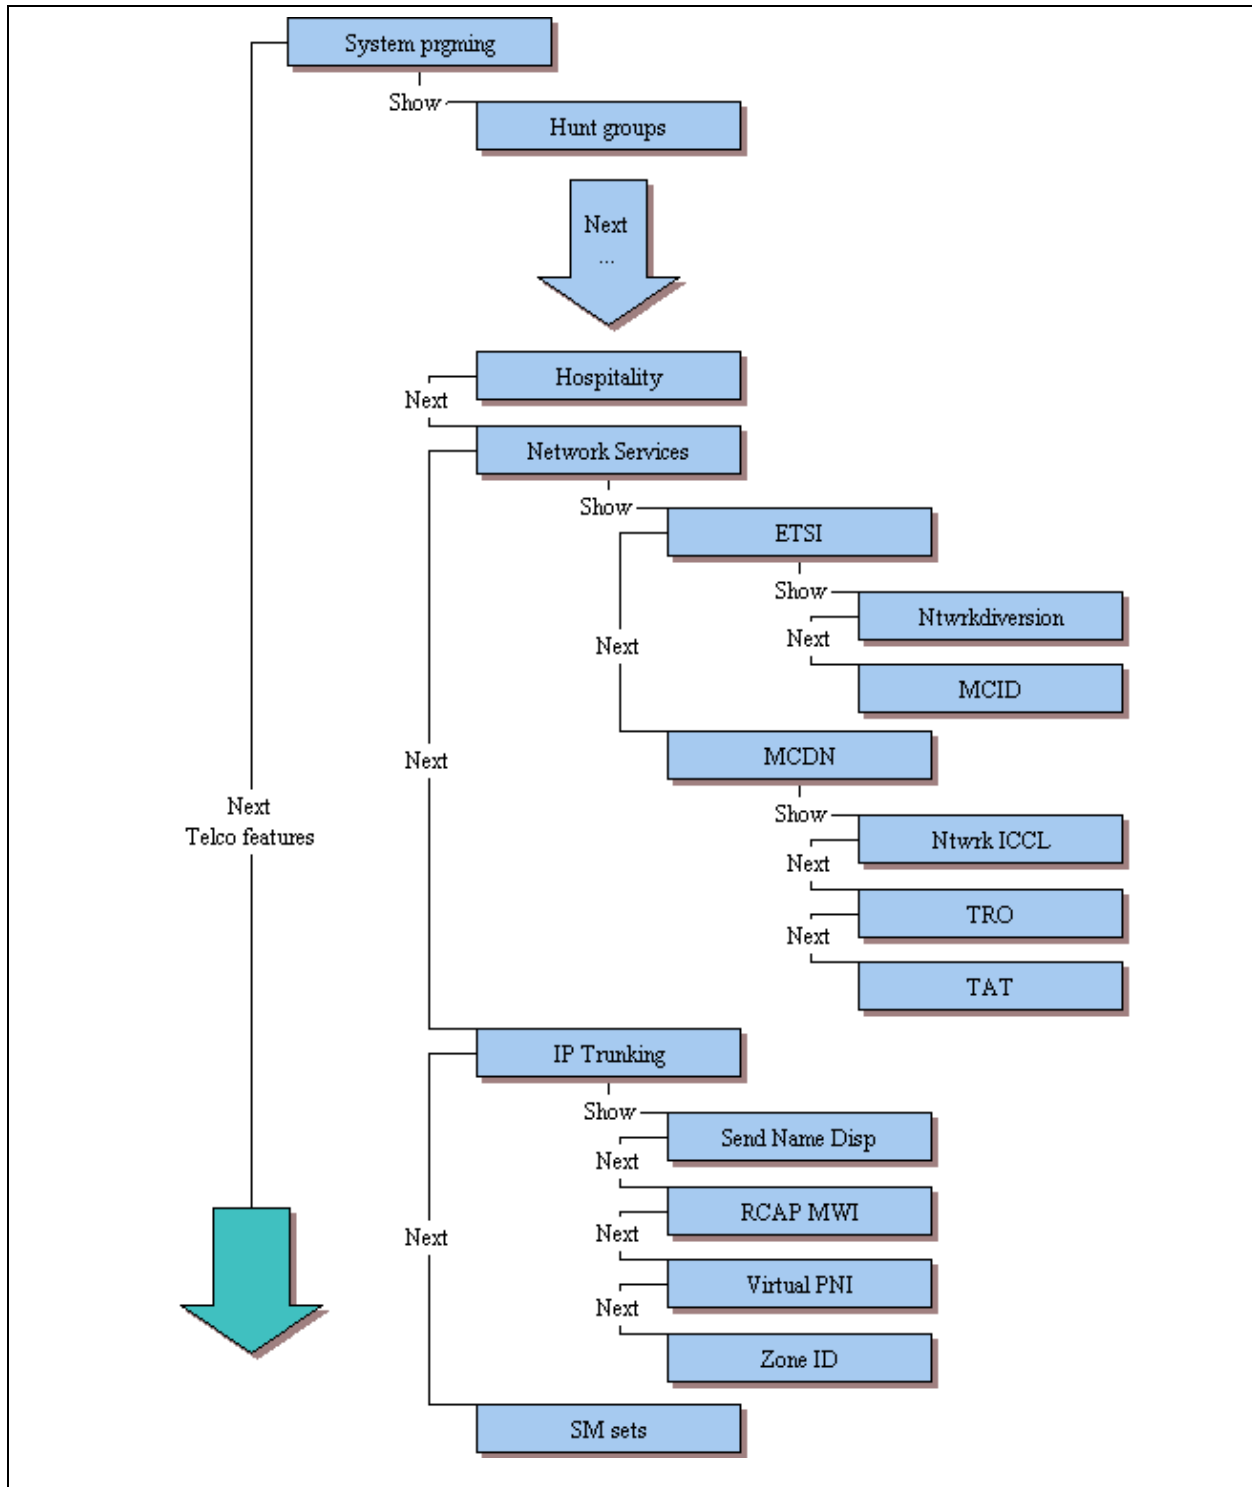 System prgming
Show
Hunt groups
Next
...
Hospitality
Next
Network Services
Show
ETSI
Show
Ntwrkdiversion
Next
Next
MCID
MCDN
Next
Show
Next
Telco features
Ntwrk ICCL
Next
TRO
Next
TAT
IP Trunking
Show
Send Name Disp
Next
RCAP MWI
Next
Next
Virtual PNI
Next
Zone ID
SM sets